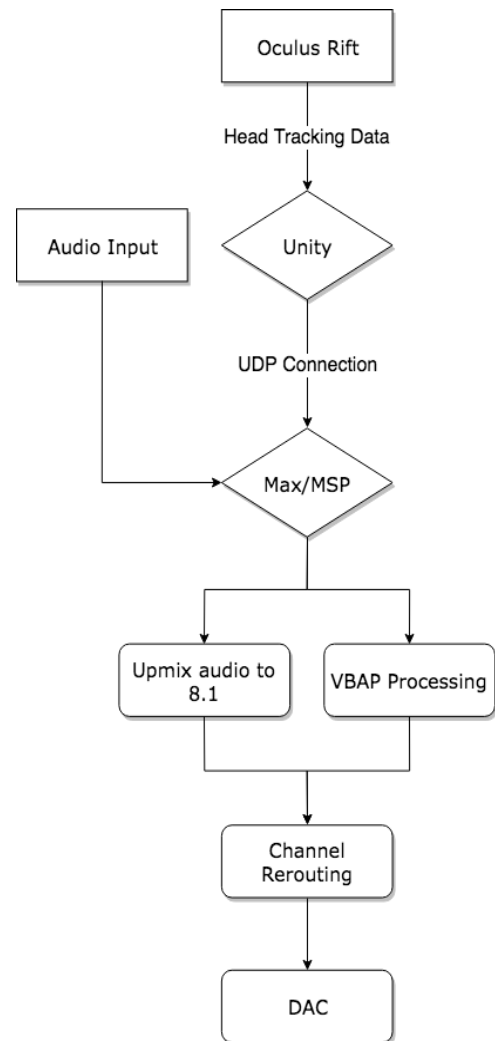 Oculus Rift
Head Tracking Data
Audio Input
Unity
UDP Connection
Max/MSP
Upmix audio to
8.1
VBAP Processing
Channel
Rerouting
DAC